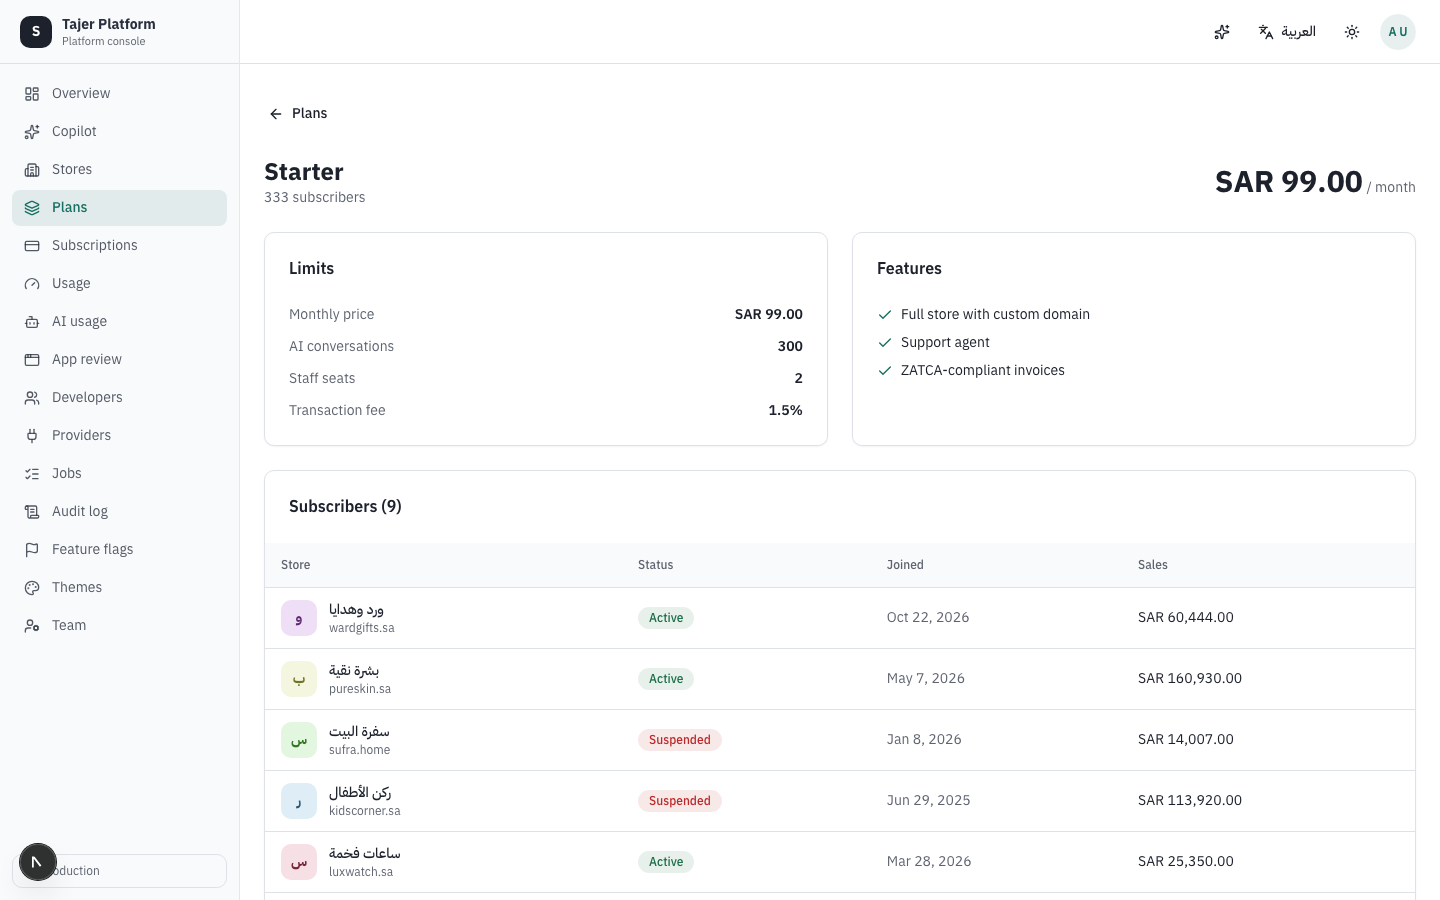 S
Tajer Platform
Platform console
العربية
A U
Overview
Copilot
Stores
Plans
Subscriptions
Usage
AI usage
App review
Developers
Providers
Jobs
Audit log
Feature flags
Themes
Team
oduction
Plans
Starter
333 subscribers
SAR 99.00 / month
Limits
Monthly price SAR 99.00
AI conversations 300
Staff seats 2
Transaction fee 1.5%
Features
Full store with custom domain
Support agent
ZATCA-compliant invoices
Subscribers (9)
Store Status Joined Sales
و ورد وهدايا
wardgifts.sa
Active Oct 22, 2026 SAR 60,444.00
ب بشرة نقية
pureskin.sa
Active May 7, 2026 SAR 160,930.00
س سفرة البيت
sufra.home
Suspended Jan 8, 2026 SAR 14,007.00
ر ركن الأطفال
kidscorner.sa
Suspended Jun 29, 2025 SAR 113,920.00
س ساعات فخمة
luxwatch.sa
Active Mar 28, 2026 SAR 25,350.00